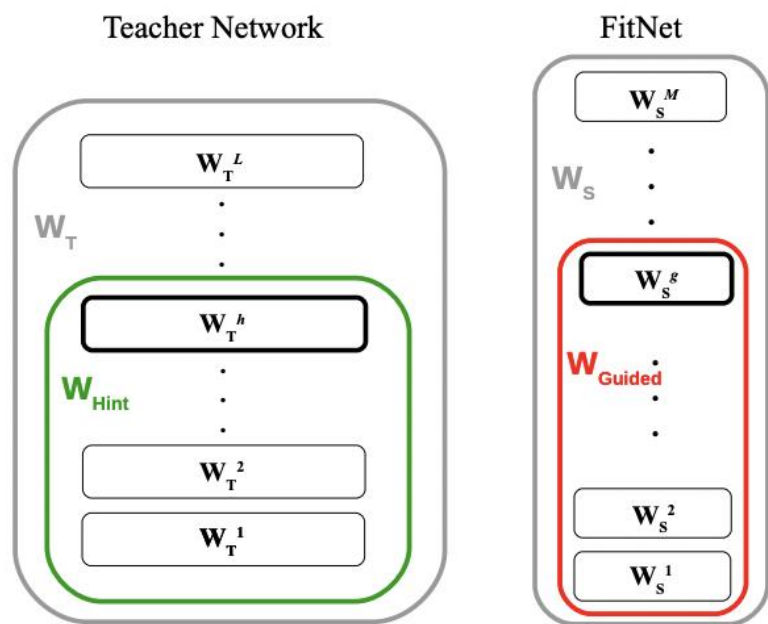 Teacher Network
W_T^L
W_T
W_T^h
W_Hint
W_T^2
W_T^1
FitNet
W_S^M
W_S
W_S^g
W_Guided
W_S^2
W_S^1